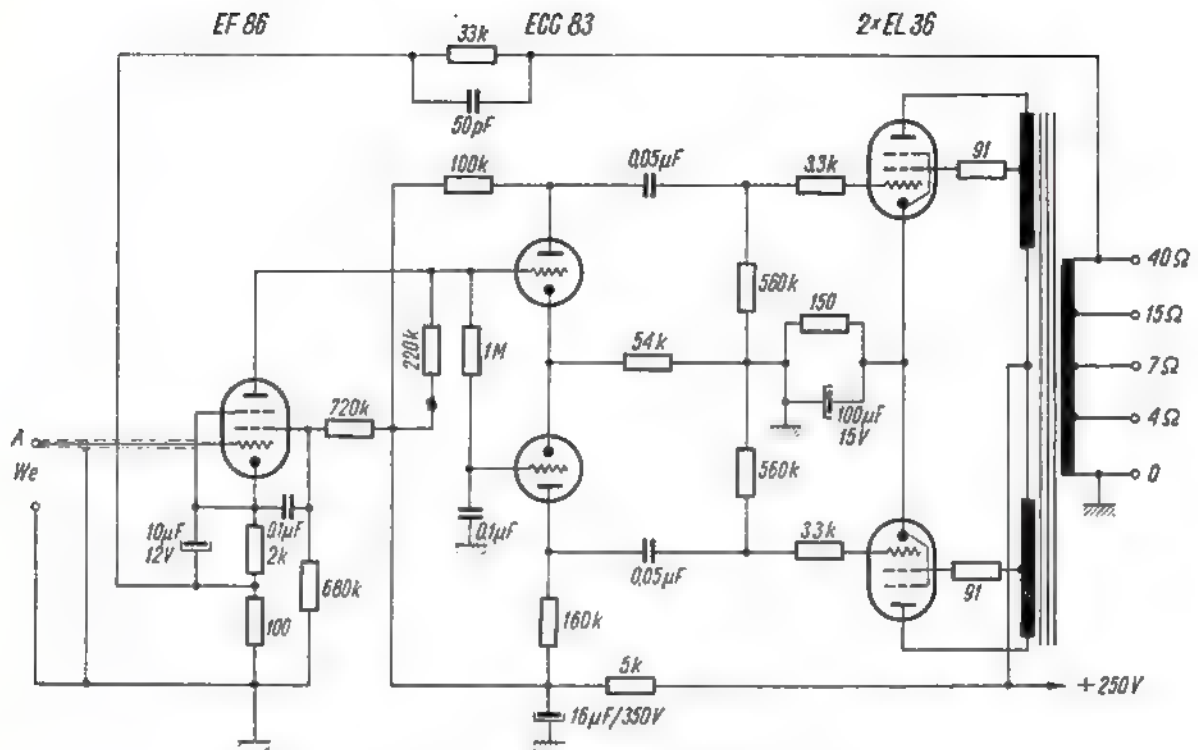 EF 86
ECC 83
2×EL 36
33k
50pF
100k
0,05µF
3,3k
91
40Ω
15Ω
7Ω
4Ω
0
220k
1M
560k
150
54k
100µF
15V
720k
A
We
10µF
12V
0,1µF
2k
680k
100
0,1µF
560k
0,05µF
3,3k
91
160k
5k
+250V
16µF/350V